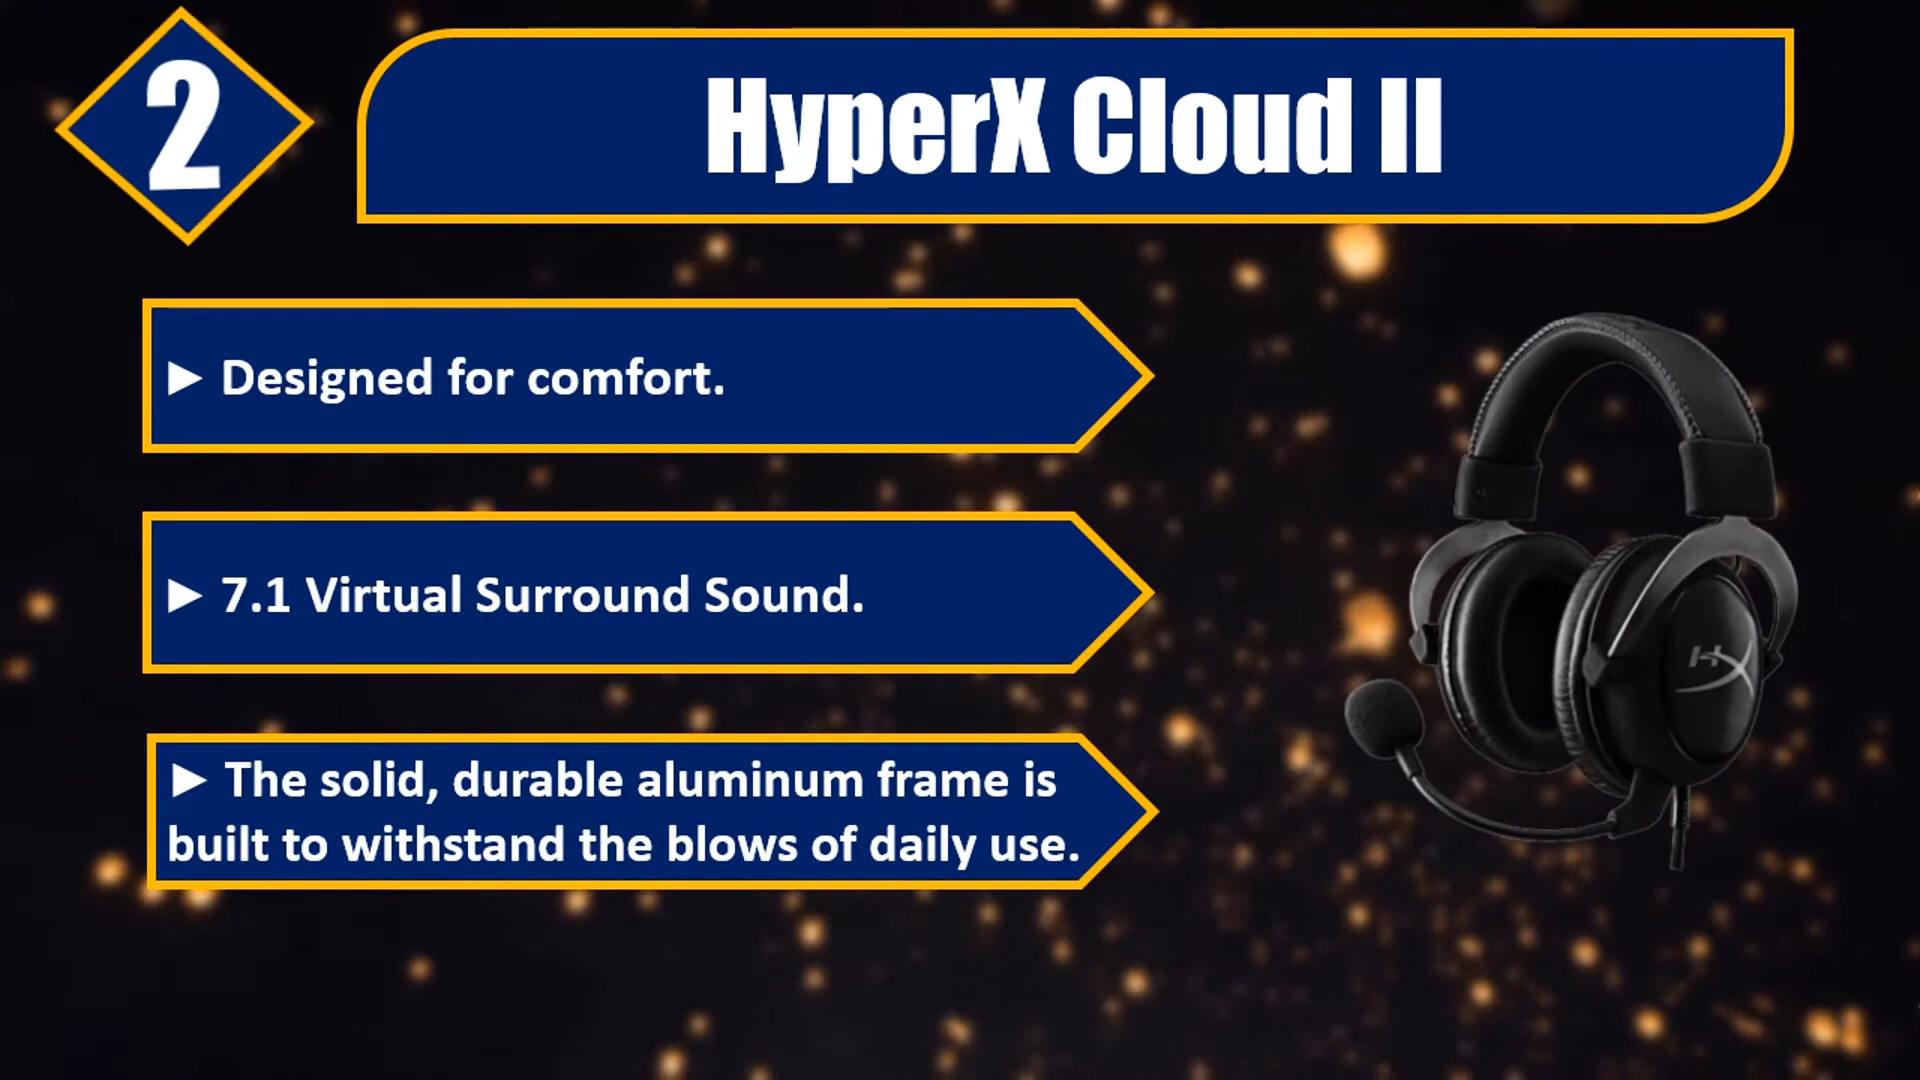 2
HyperX Cloud II
► Designed for comfort.
► 7.1 Virtual Surround Sound.
► The solid, durable aluminum frame is
built to withstand the blows of daily use.
HX